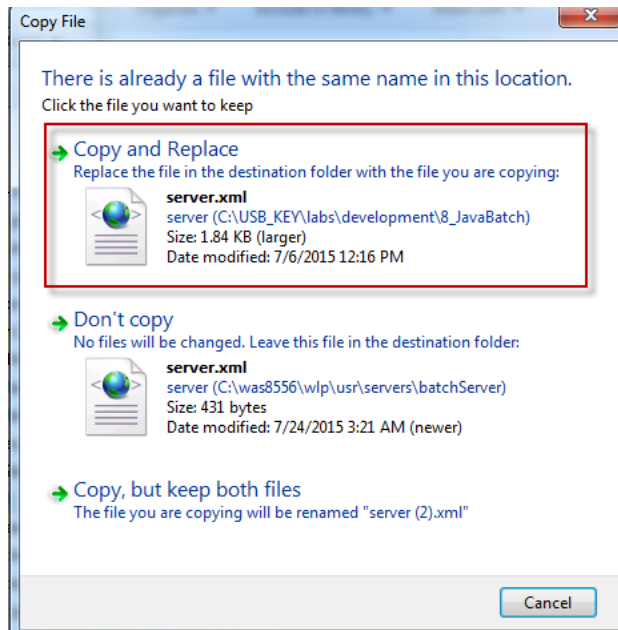 Copy File
There is already a file with the same name in this location.
Click the file you want to keep
Copy and Replace
Replace the file in the destination folder with the file you are copying:
server.xml
server (C:\USB_KEY\labs\development\8_JavaBatch)
Size: 1.84 KB (larger)
Date modified: 7/6/2015 12:16 PM
Don't copy
No files will be changed. Leave this file in the destination folder:
server.xml
server (C:\was8556\wlp\usr\servers\batchServer)
Size: 431 bytes
Date modified: 7/24/2015 3:21 AM (newer)
Copy, but keep both files
The file you are copying will be renamed "server (2).xml"
Cancel